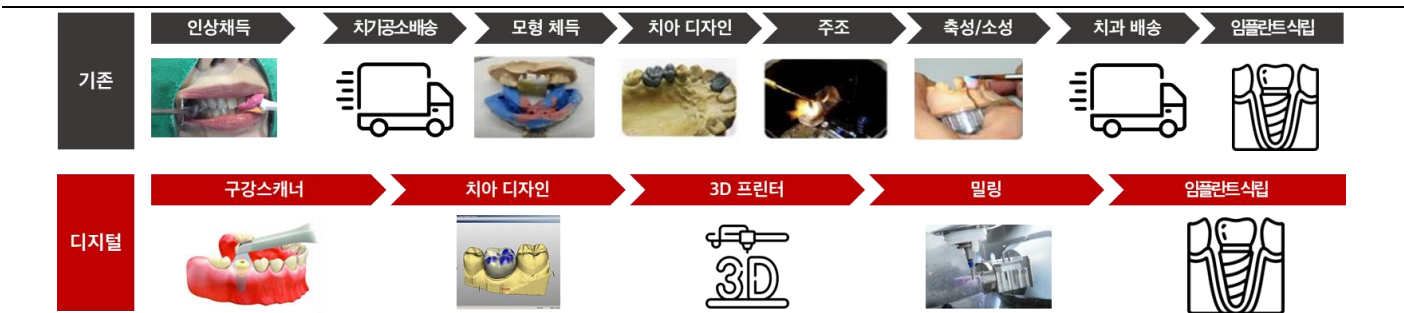 기존
인상채득
치기공소배송
모형 체득
치아 디자인
주조
축성/소성
치과 배송
임플란트식립
디지털
구강스캐너
치아 디자인
3D 프린터
밀링
임플란트식립
3D